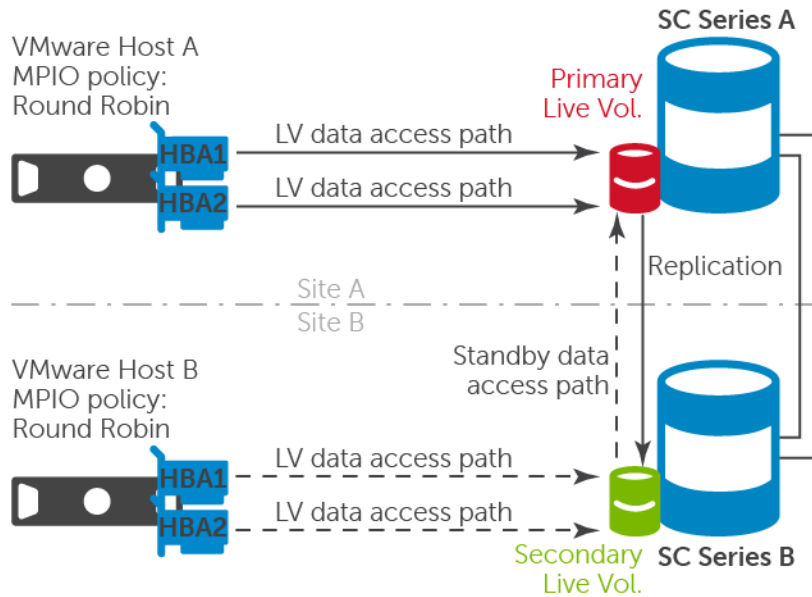 VMware Host A
MPIO policy:
Round Robin
SC Series A
Primary
Live Vol.
HBA1
LV data access path
HBA2
LV data access path
Replication
Site A
Site B
Standby data
access path
VMware Host B
MPIO policy:
Round Robin
HBA1
LV data access path
HBA2
LV data access path
Secondary
Live Vol.
SC Series B